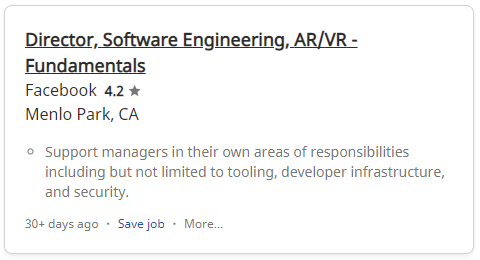 Director, Software Engineering, AR/VR -
Fundamentals
Facebook 4.2 ★
Menlo Park, CA
Support managers in their own areas of responsibilities
including but not limited to tooling, developer infrastructure,
and security.
30+ days ago · Save job · More...